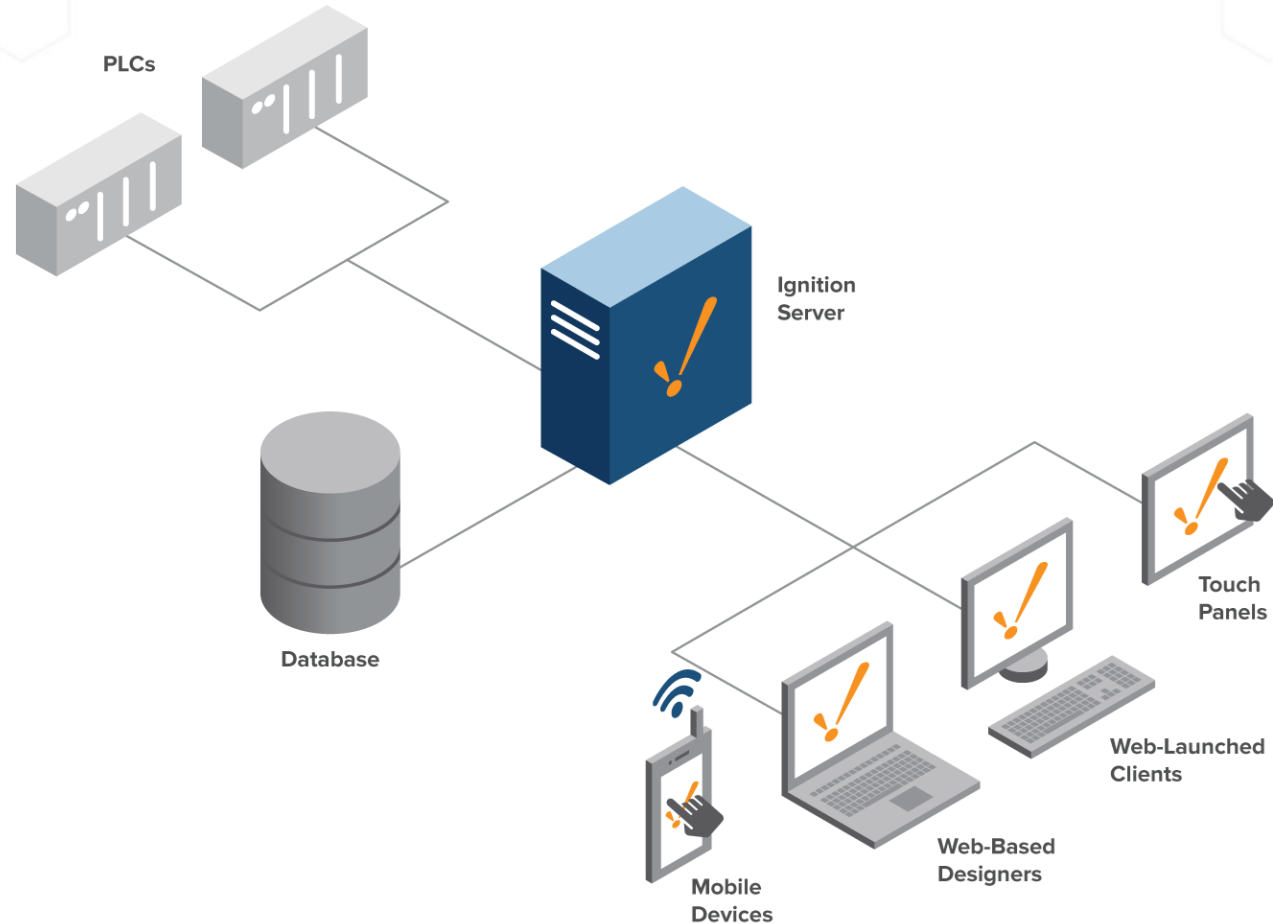 PLCs
Ignition
Server
Database
Touch
Panels
Web-Launched
Clients
Web-Based
Designers
Mobile
Devices